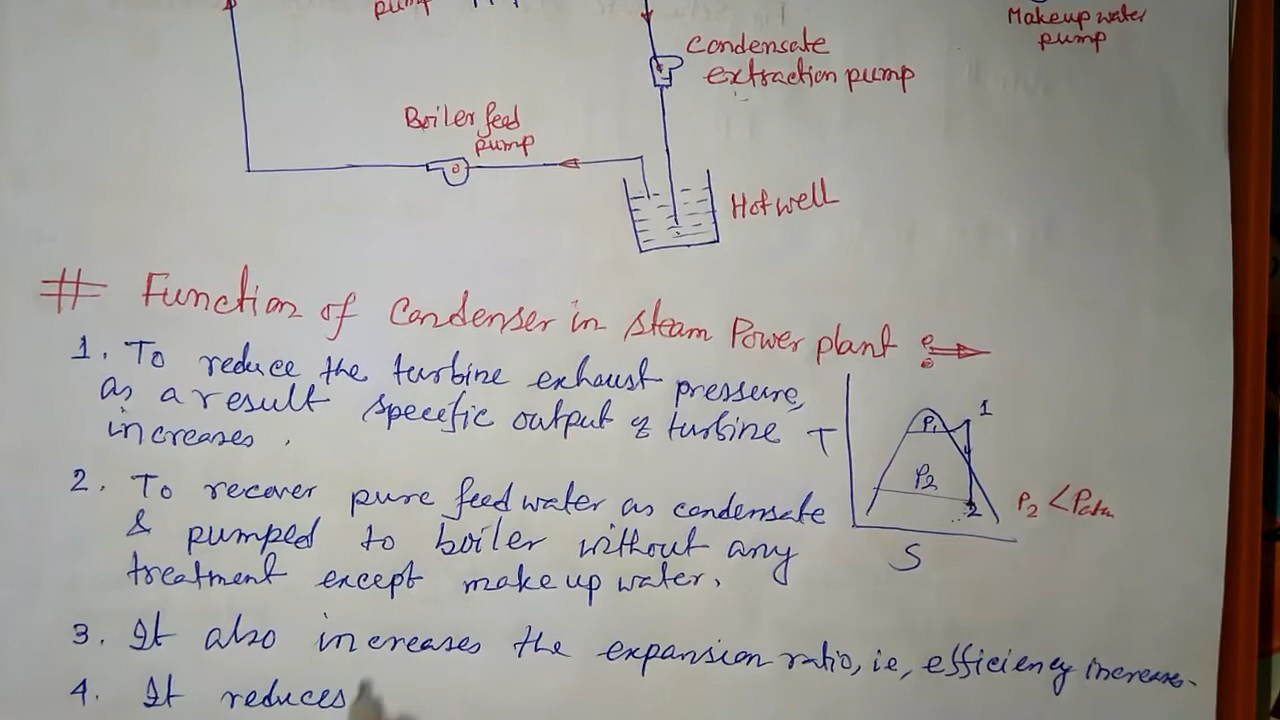 pump
Makeup water
pump
Condensate
extraction pump
Boiler feed
pump
Hotwell
# Function of Condenser in steam Power plant :→
1. To reduce the turbine exhaust pressure,
as a result specific output of turbine
increases.
2. To recover pure feed water as condensate
& pumped to boiler without any
treatment except make up water.
3. It also increases the expansion ratio, ie, efficiency increases.
4. It reduces
T
1
P1
P2
2
P2 < Patm
S